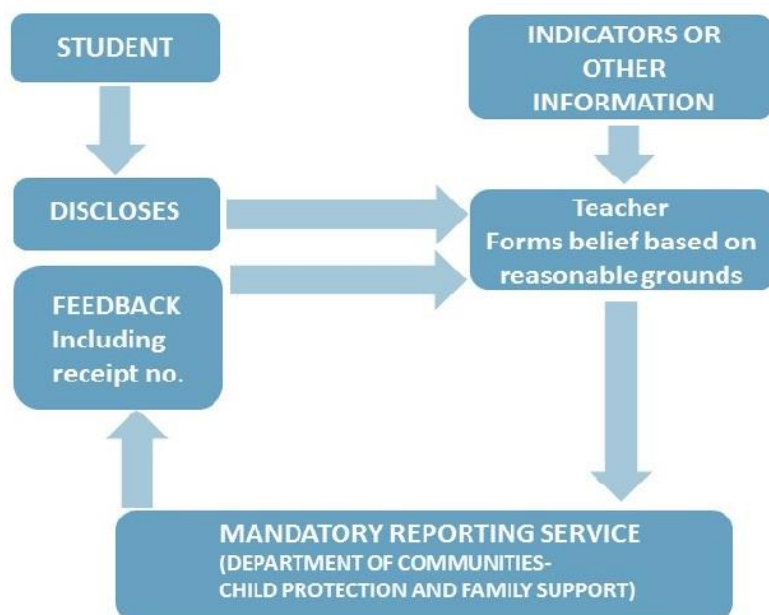 STUDENT
INDICATORS OR
OTHER
INFORMATION
DISCLOSES
Teacher
Forms belief based on
reasonable grounds
FEEDBACK
Including
receipt no.
MANDATORY REPORTING SERVICE
(DEPARTMENT OF COMMUNITIES-
CHILD PROTECTION AND FAMILY SUPPORT)